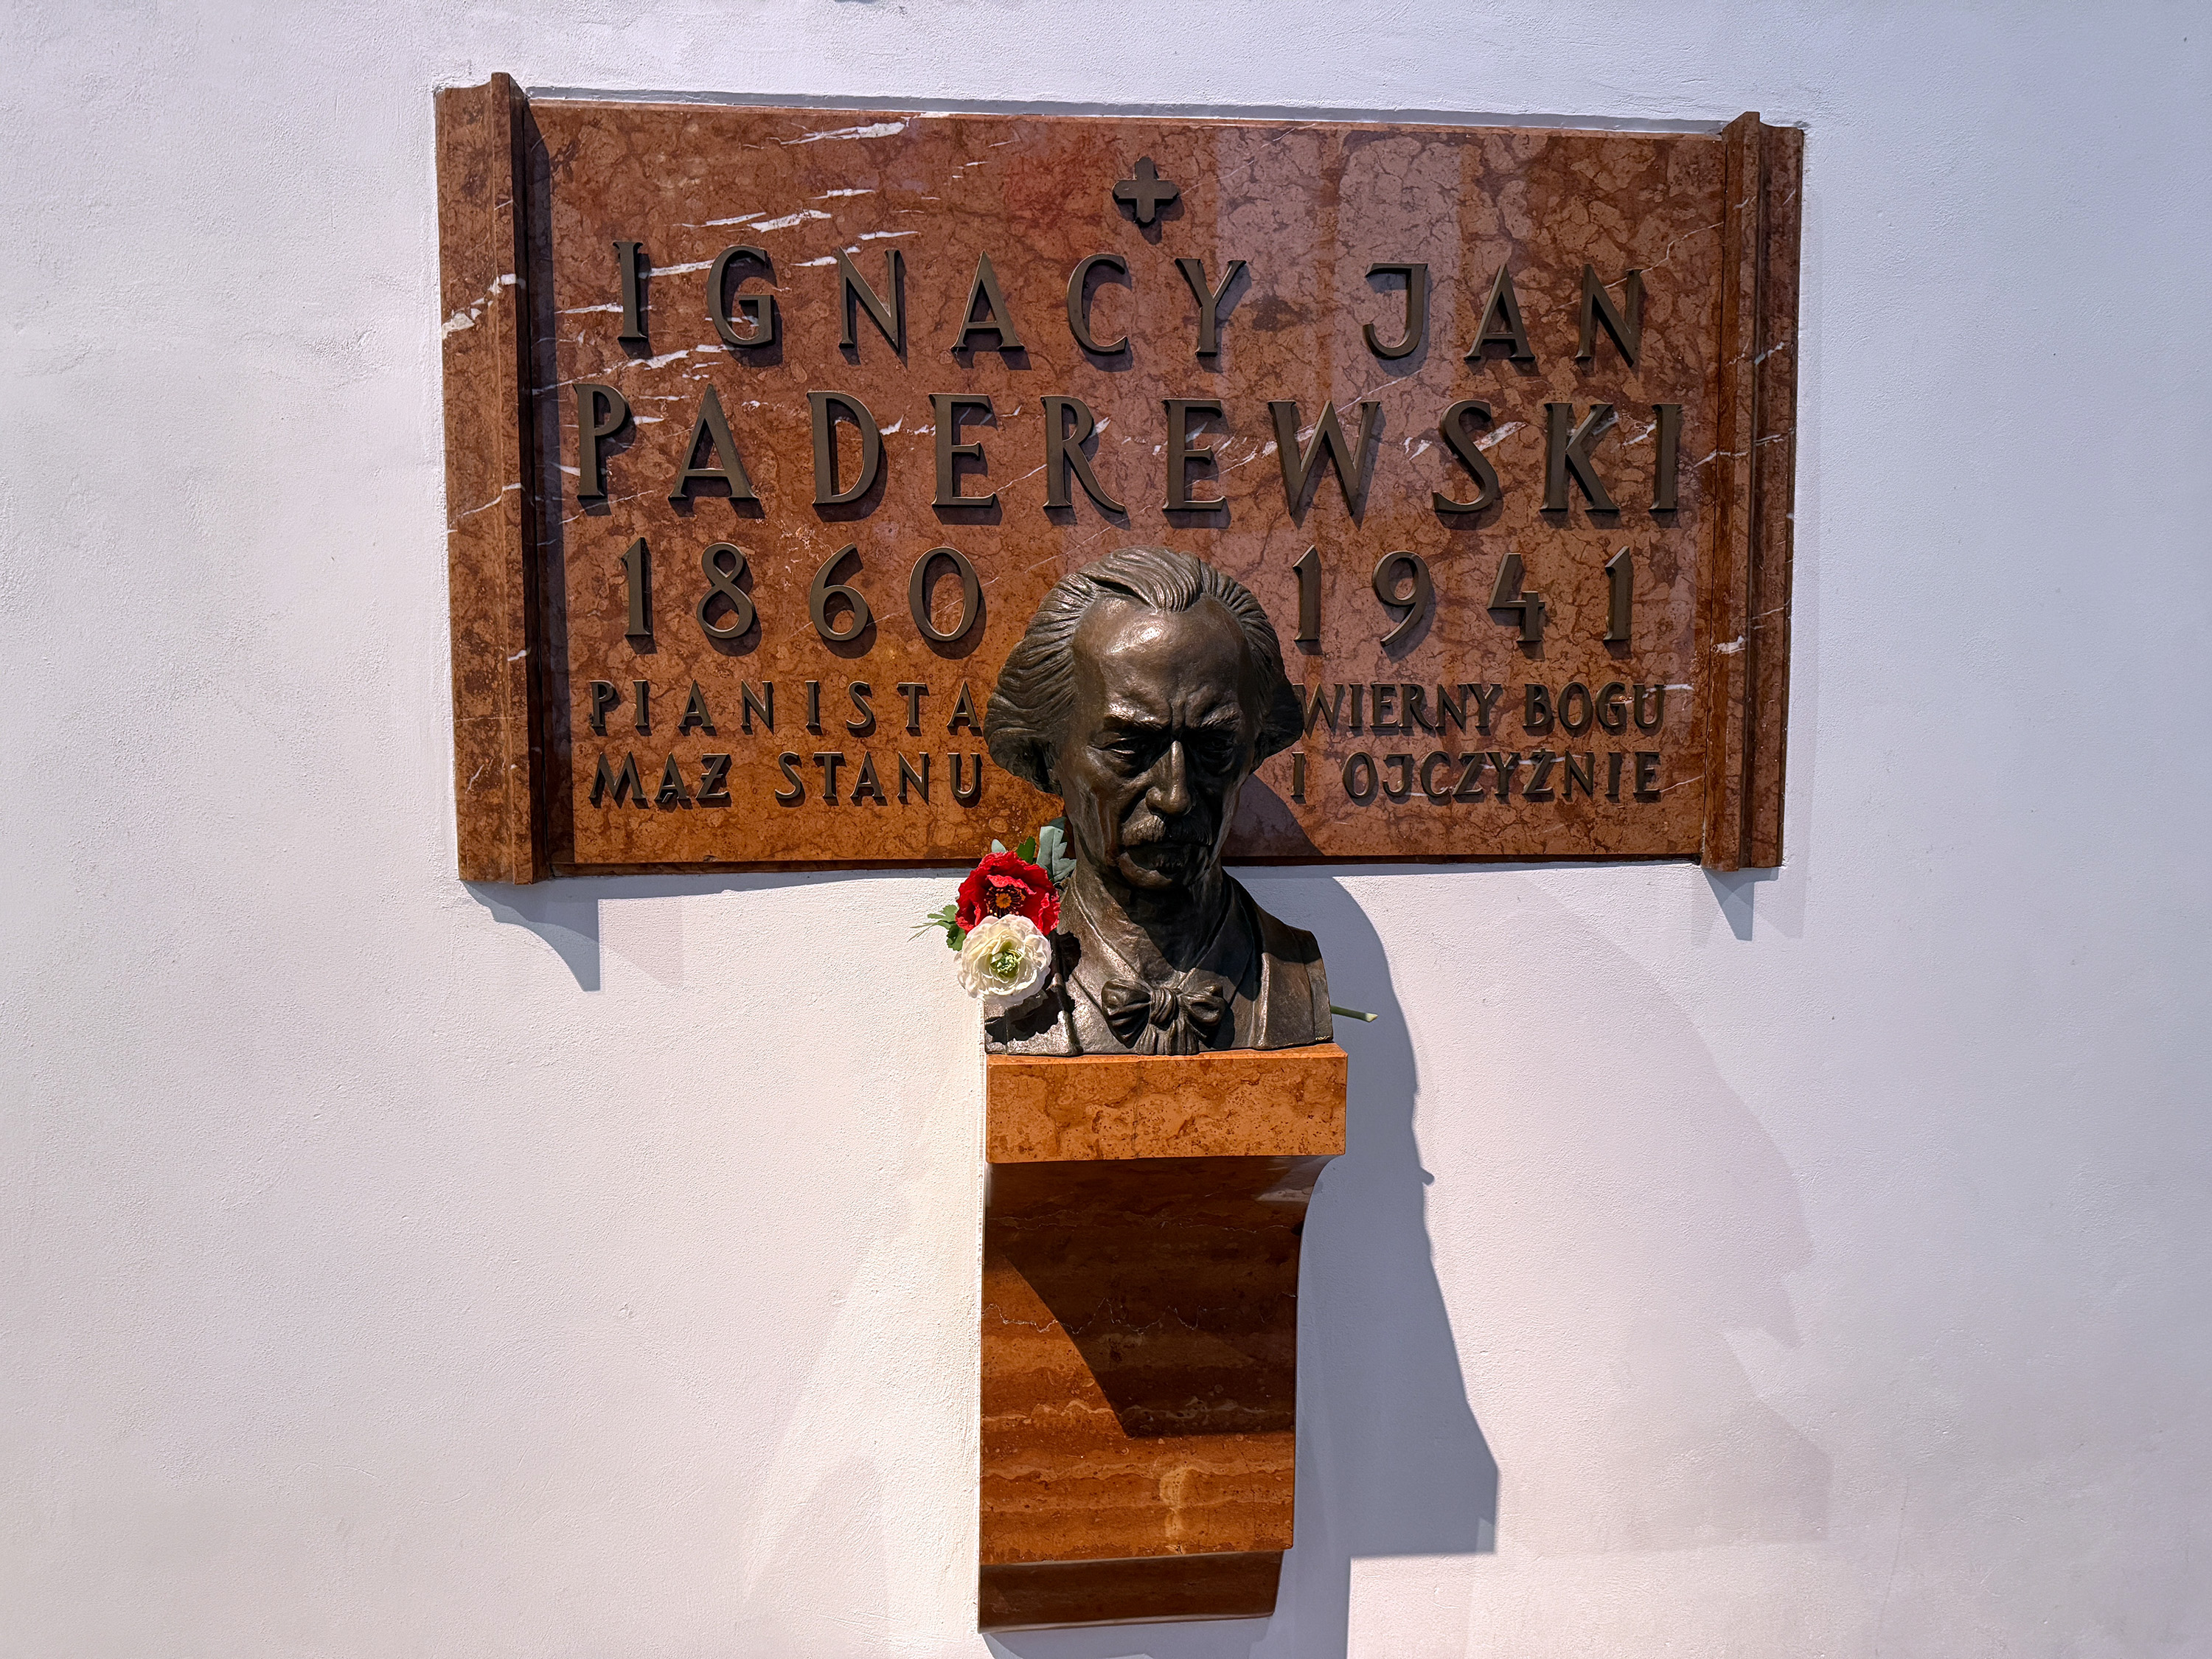 IGNACY JAN
PADEREWSKI
1860 1941
PIANISTA WIERNY BOGU
MĄŻ STANU I OJCZYŹNIE